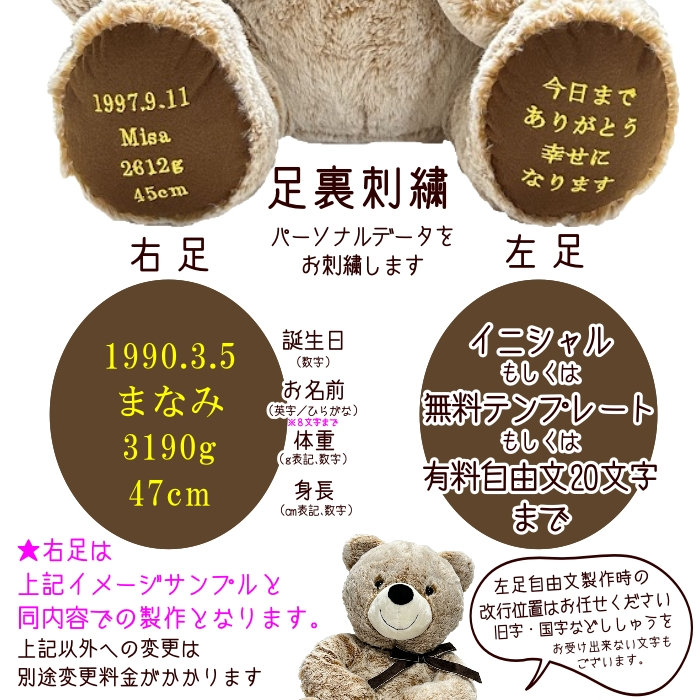 1997.9.11
Misa
2612g
45cm
今日まで
ありがとう
幸せに
なります
足裏刺繍
パーソナルデータを
お刺繍します
右足
左足
1990.3.5
まなみ
3190g
47cm
誕生日
(数字)
お名前
(英字/ひらがな)
※8文字まで
体重
(g表記、数字)
身長
(cm表記、数字)
イニシャル
もしくは
無料テンプレート
もしくは
有料自由文20文字
まで
★右足は
上記イメージサンプルと
同内容での製作となります。
上記以外への変更は
別途変更料金がかかります
左足自由文製作時の
改行位置はお任せください
旧字・国字などししゅうを
お受け出来ない文字も
ございます。